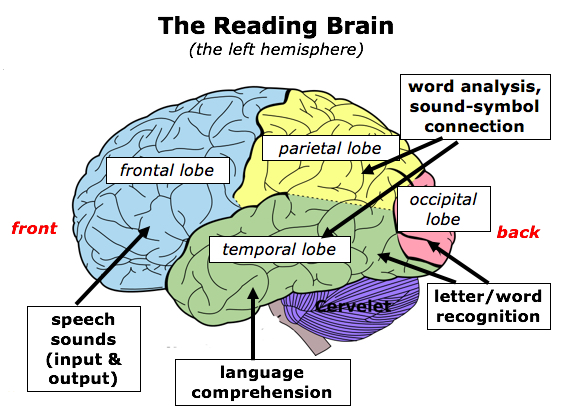 The Reading Brain
(the left hemisphere)
word analysis,
sound-symbol
connection
parietal lobe
frontal lobe
occipital
lobe
front
back
temporal lobe
letter/word
recognition
Cervelet
speech
sounds
(input &
output)
language
comprehension